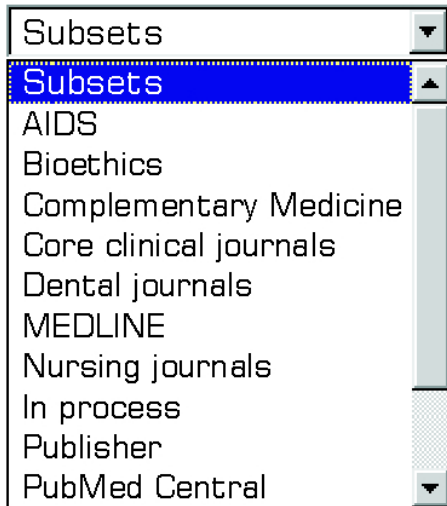 Subsets
Subsets
AIDS
Bioethics
Complementary Medicine
Core clinical journals
Dental journals
MEDLINE
Nursing journals
In process
Publisher
PubMed Central